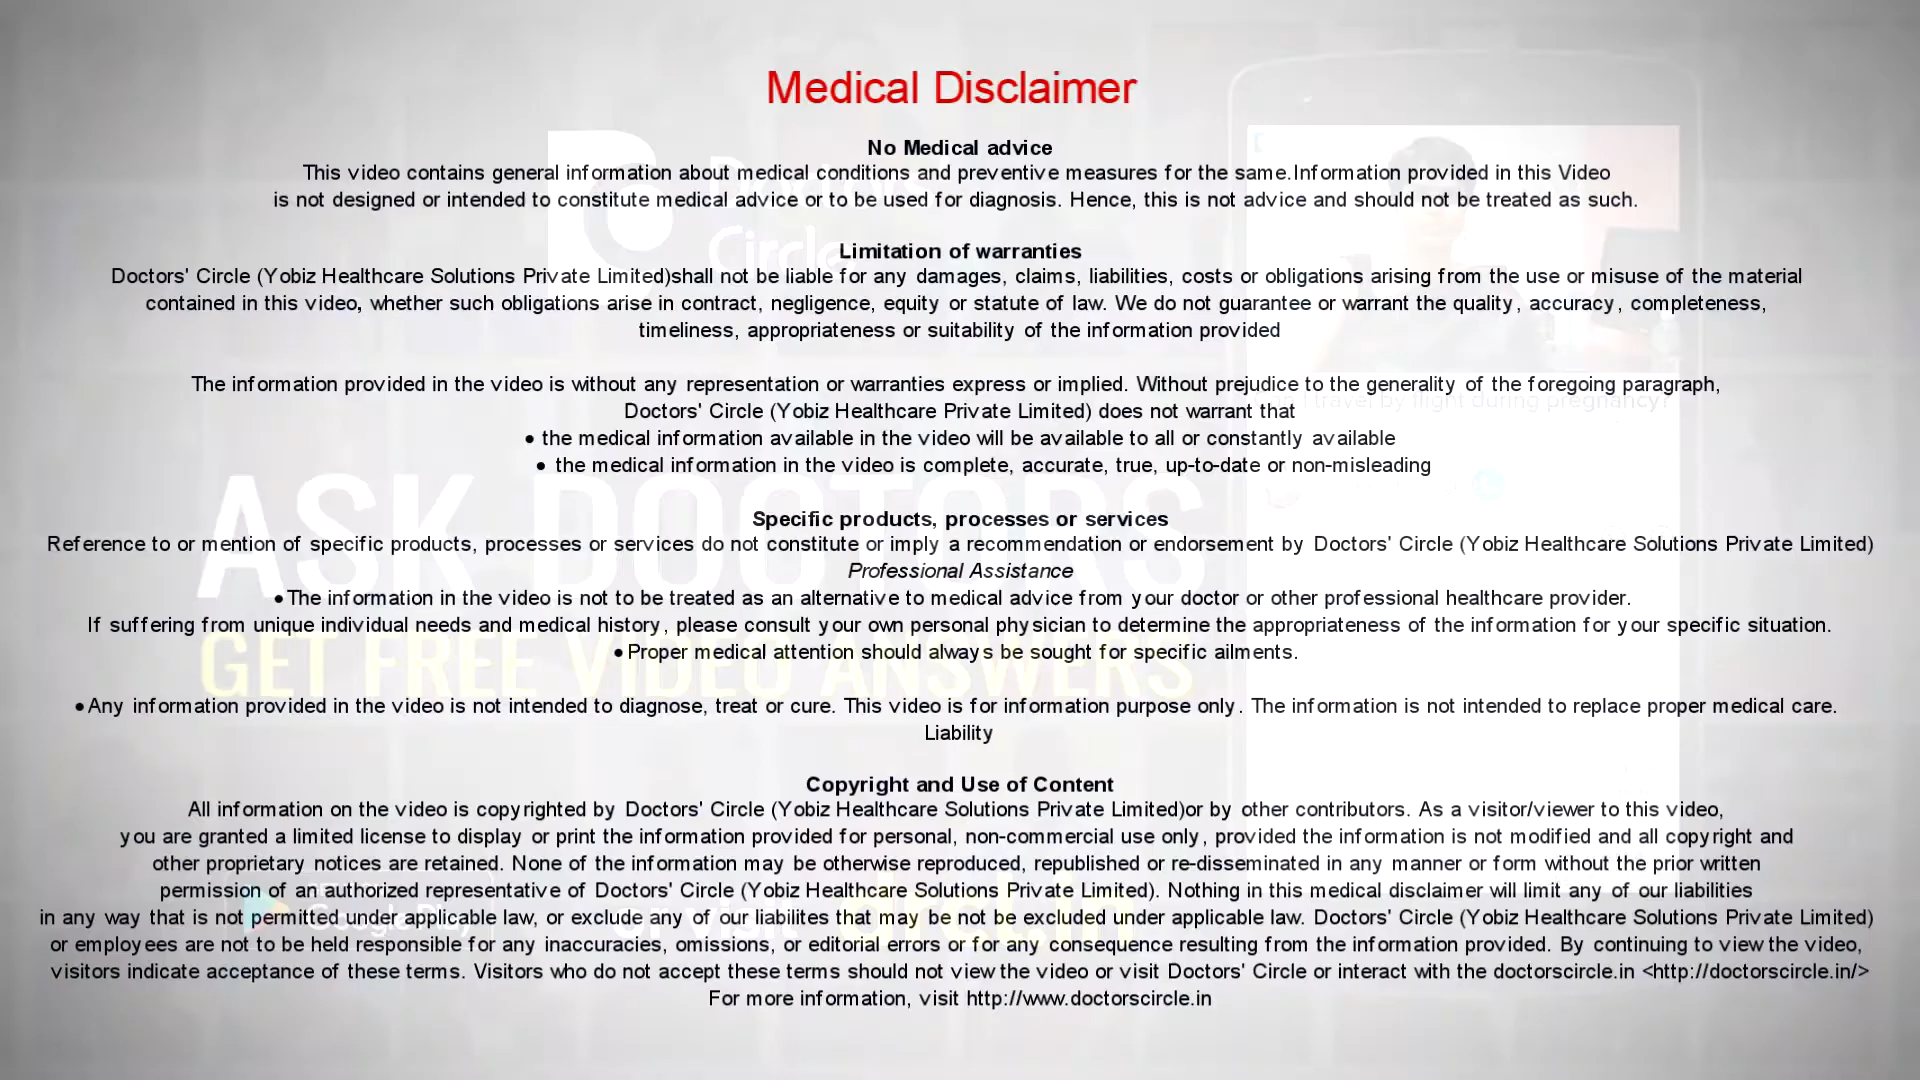 Medical Disclaimer
No Medical advice
This video contains general information about medical conditions and preventive measures for the same.Information provided in this Video
is not designed or intended to constitute medical advice or to be used for diagnosis. Hence, this is not advice and should not be treated as such.
Doctors
Circle
Limitation of warranties
Doctors' Circle (Yobiz Healthcare Solutions Private Limited)shall not be liable for any damages, claims, liabilities, costs or obligations arising from the use or misuse of the material
contained in this video, whether such obligations arise in contract, negligence, equity or statute of law. We do not guarantee or warrant the quality, accuracy, completeness,
timeliness, appropriateness or suitability of the information provided
The information provided in the video is without any representation or warranties express or implied. Without prejudice to the generality of the foregoing paragraph,
Can I travel by flight during pregnancy?
Doctors' Circle (Yobiz Healthcare Private Limited) does not warrant that
• the medical information available in the video will be available to all or constantly available
• the medical information in the video is complete, accurate, true, up-to-date or non-misleading
ASK DOCTORS
Specific products, processes or services
Reference to or mention of specific products, processes or services do not constitute or imply a recommendation or endorsement by Doctors' Circle (Yobiz Healthcare Solutions Private Limited)
Professional Assistance
•The information in the video is not to be treated as an alternative to medical advice from your doctor or other professional healthcare provider.
If suffering from unique individual needs and medical history, please consult your own personal physician to determine the appropriateness of the information for your specific situation.
•Proper medical attention should always be sought for specific ailments.
GET FREE VIDEO ANSWERS
•Any information provided in the video is not intended to diagnose, treat or cure. This video is for information purpose only. The information is not intended to replace proper medical care.
Liability
Copyright and Use of Content
All information on the video is copyrighted by Doctors' Circle (Yobiz Healthcare Solutions Private Limited)or by other contributors. As a visitor/viewer to this video,
you are granted a limited license to display or print the information provided for personal, non-commercial use only, provided the information is not modified and all copyright and
other proprietary notices are retained. None of the information may be otherwise reproduced, republished or re-disseminated in any manner or form without the prior written
permission of an authorized representative of Doctors' Circle (Yobiz Healthcare Solutions Private Limited). Nothing in this medical disclaimer will limit any of our liabilities
in any way that is not permitted under applicable law, or exclude any of our liabilites that may be not be excluded under applicable law. Doctors' Circle (Yobiz Healthcare Solutions Private Limited)
Google Play
or visit drcl.in
or employees are not to be held responsible for any inaccuracies, omissions, or editorial errors or for any consequence resulting from the information provided. By continuing to view the video,
visitors indicate acceptance of these terms. Visitors who do not accept these terms should not view the video or visit Doctors' Circle or interact with the doctorscircle.in <http://doctorscircle.in/>
For more information, visit http://www.doctorscircle.in